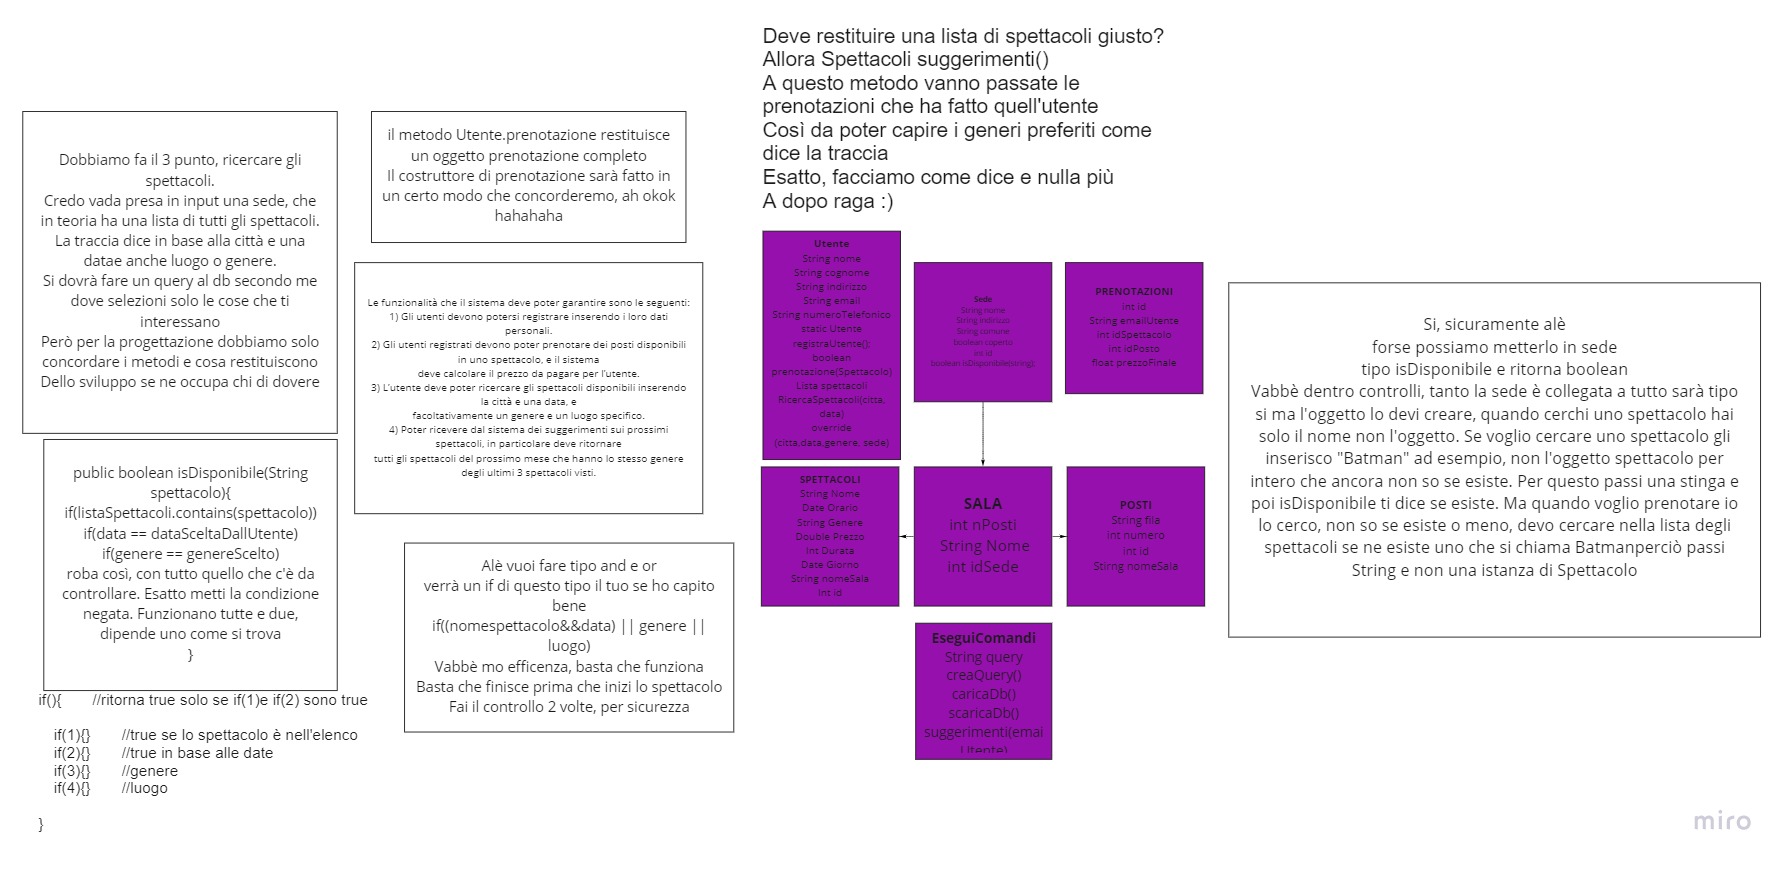 Deve restituire una lista di spettacoli giusto?
Allora Spettacoli suggerimenti()
A questo metodo vanno passate le
prenotazioni che ha fatto quell'utente
Così da poter capire i generi preferiti come
dice la traccia
Esatto, facciamo come dice e nulla più
A dopo raga :)
Dobbiamo fa il 3 punto, ricercare gli
spettacoli.
Credo vada presa in input una sede, che
in teoria ha una lista di tutti gli spettacoli.
La traccia dice in base alla città e una
datae anche luogo o genere.
Si dovrà fare un query al db secondo me
dove selezioni solo le cose che ti
interessano
Però per la progettazione dobbiamo solo
concordare i metodi e cosa restituiscono
Dello sviluppo se ne occupa chi di dovere
il metodo Utente.prenotazione restituisce
un oggetto prenotazione completo
Il costruttore di prenotazione sarà fatto in
un certo modo che concorderemo, ah okok
hahahaha
Le funzionalità che il sistema deve poter garantire sono le seguenti:
1) Gli utenti devono potersi registrare inserendo i loro dati
personali.
2) Gli utenti registrati devono poter prenotare dei posti disponibili
in uno spettacolo, e il sistema
deve calcolare il prezzo da pagare per l'utente.
3) L'utente deve poter ricercare gli spettacoli disponibili inserendo
la città e una data, e
facoltativamente un genere e un luogo specifico.
4) Poter ricevere dal sistema dei suggerimenti sui prossimi
spettacoli, in particolare deve ritornare
tutti gli spettacoli del prossimo mese che hanno lo stesso genere
degli ultimi 3 spettacoli visti.
public boolean isDisponibile(String
spettacolo){
if(listaSpettacoli.contains(spettacolo))
if(data == dataSceltaDallUtente)
if(genere == genereScelto)
roba così, con tutto quello che c'è da
controllare. Esatto metti la condizione
negata. Funzionano tutte e due,
dipende uno come si trova
}
Alè vuoi fare tipo and e or
verrà un if di questo tipo il tuo se ho capito
bene
if((nomespettacolo&&data) || genere ||
luogo)
Vabbè mo efficenza, basta che funziona
Basta che finisce prima che inizi lo spettacolo
Fai il controllo 2 volte, per sicurezza
if(){ //ritorna true solo se if(1)e if(2) sono true
if(1){} //true se lo spettacolo è nell'elenco
if(2){} //true in base alle date
if(3){} //genere
if(4){} //luogo
}
Utente
String nome
String cognome
String indirizzo
String email
String numeroTelefonico
static Utente
registraUtente();
boolean
prenotazione(Spettacolo)
Lista spettacoli
RicercaSpettacoli(citta,
data)
override
(citta,data,genere, sede)
Sede
String nome
String indirizzo
String comune
boolean coperto
int id
boolean isDisponibile(string);
PRENOTAZIONI
int id
String emailUtente
int idSpettacolo
int idPosto
float prezzoFinale
SPETTACOLI
String Nome
Date Orario
String Genere
Double Prezzo
Int Durata
Date Giorno
String nomeSala
Int id
SALA
int nPosti
String Nome
int idSede
POSTI
String fila
int numero
int id
Stirng nomeSala
EseguiComandi
String query
creaQuery()
caricaDb()
scaricaDb()
suggerimenti(emai
Utente)
Si, sicuramente alè
forse possiamo metterlo in sede
tipo isDisponibile e ritorna boolean
Vabbè dentro controlli, tanto la sede è collegata a tutto sarà tipo
si ma l'oggetto lo devi creare, quando cerchi uno spettacolo hai
solo il nome non l'oggetto. Se voglio cercare uno spettacolo gli
inserisco "Batman" ad esempio, non l'oggetto spettacolo per
intero che ancora non so se esiste. Per questo passi una stinga e
poi isDisponibile ti dice se esiste. Ma quando voglio prenotare io
lo cerco, non so se esiste o meno, devo cercare nella lista degli
spettacoli se ne esiste uno che si chiama Batmanperciò passi
String e non una istanza di Spettacolo
miro